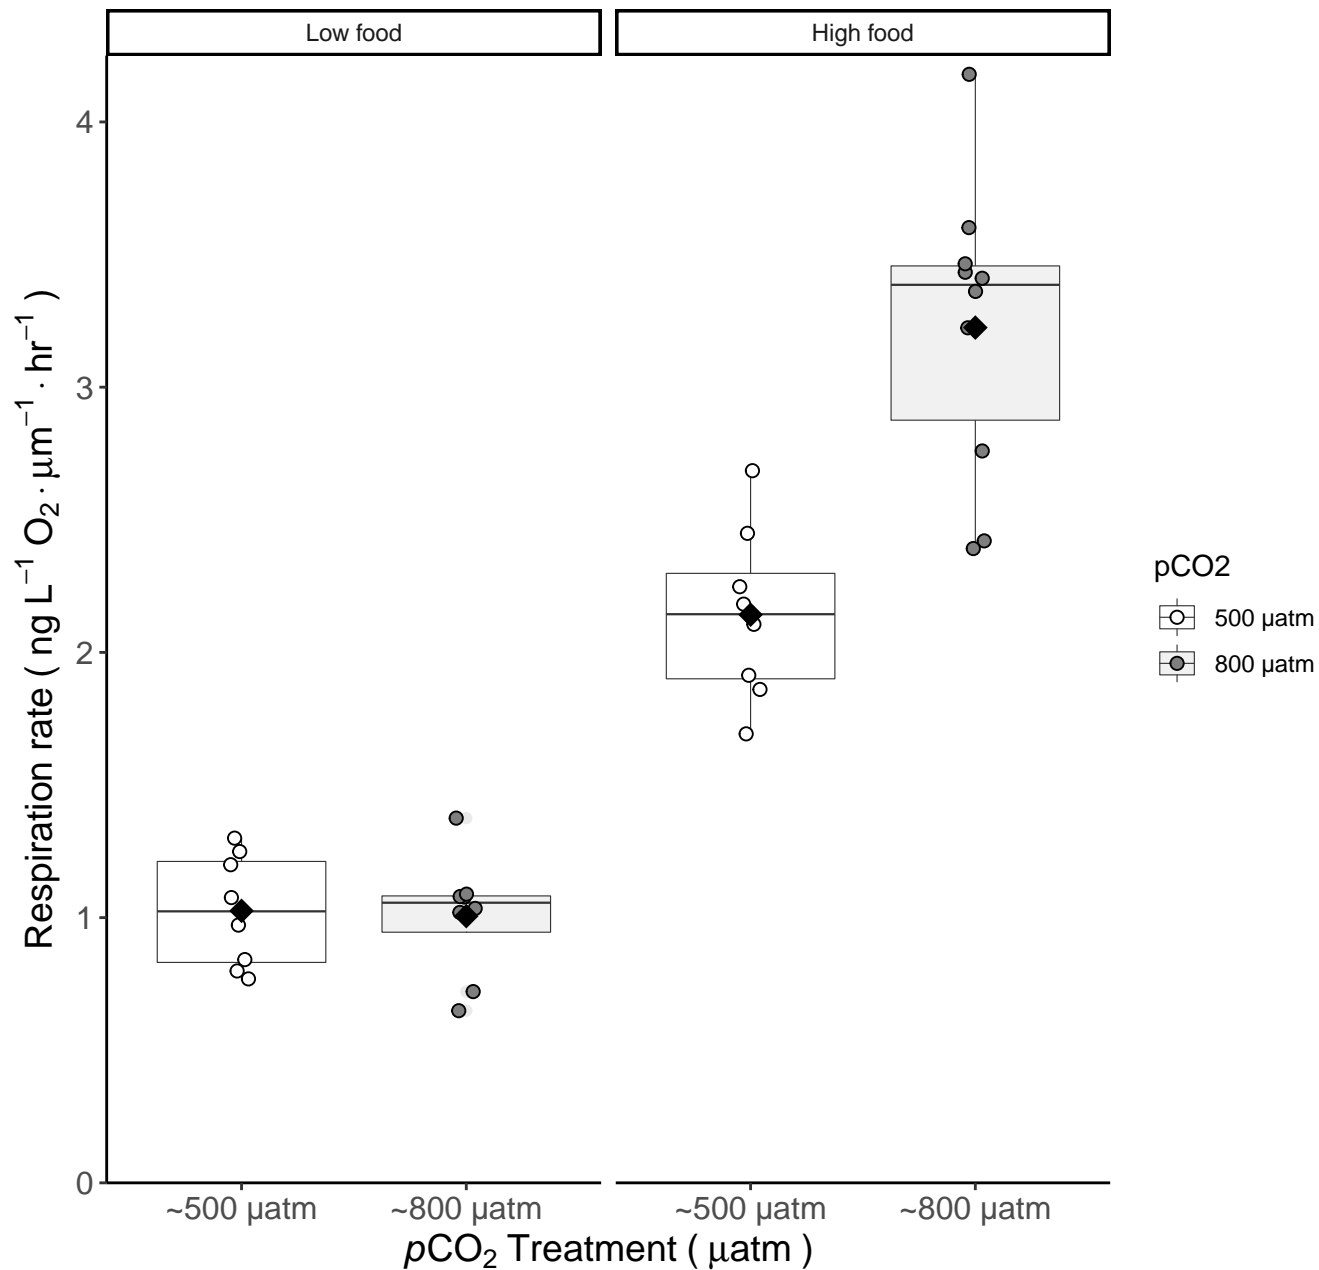 Low food
High food
4
3
2
1
0
Respiration rate ( ng L⁻¹ O₂ · μm⁻¹ · hr⁻¹ )
~500 µatm
~800 µatm
~500 µatm
~800 µatm
pCO₂ Treatment ( μatm )
pCO2
500 µatm
800 µatm